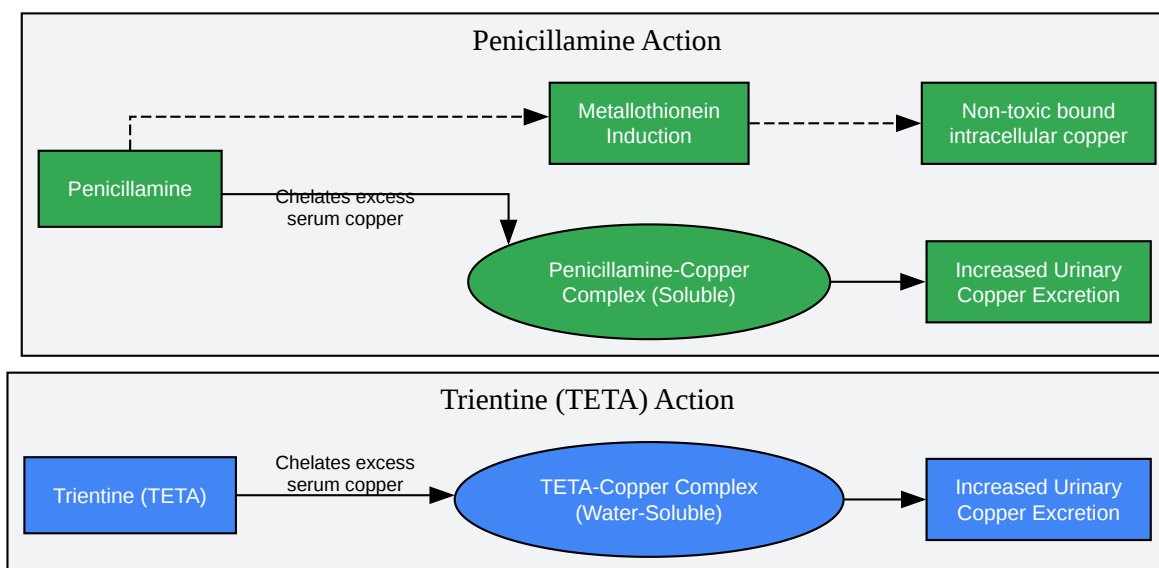 Penicillamine Action
Metallothionein
Induction
Non-toxic bound
intracellular copper
Penicillamine
Chelates excess
serum copper
Penicillamine-Copper
Complex (Soluble)
Increased Urinary
Copper Excretion
Trientine (TETA) Action
Trientine (TETA)
Chelates excess
serum copper
TETA-Copper Complex
(Water-Soluble)
Increased Urinary
Copper Excretion